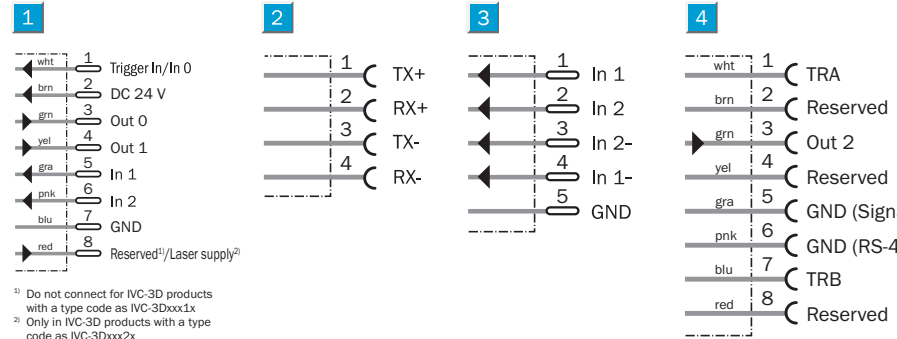 1
wht 1 Trigger In/In 0
brn 2 DC 24 V
grn 3 Out 0
yel 4 Out 1
gra 5 In 1
pnk 6 In 2
blu 7 GND
red 8 Reserved1)/Laser supply2)
1) Do not connect for IVC-3D products
with a type code as IVC-3Dxxx1x
2) Only in IVC-3D products with a type
code as IVC-3Dxxx2x
2
1 TX+
2 RX+
3 TX-
4 RX-
3
1 In 1
2 In 2
3 In 2-
4 In 1-
5 GND
4
wht 1 TRA
brn 2 Reserved
grn 3 Out 2
yel 4 Reserved
gra 5 GND (Sign
pnk 6 GND (RS-4
blu 7 TRB
red 8 Reserved